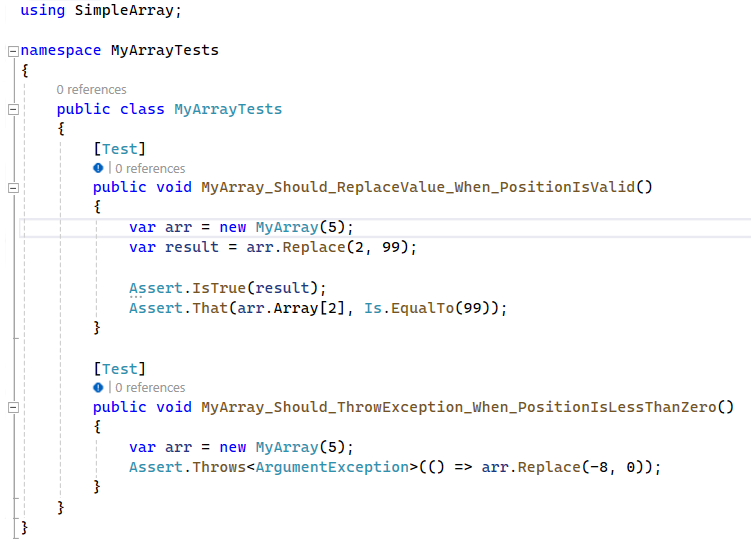 using SimpleArray;
namespace MyArrayTests
{
0 references
public class MyArrayTests
{
[Test]
| 0 references
public void MyArray_Should_ReplaceValue_When_PositionIsValid()
{
var arr = new MyArray(5);
var result = arr.Replace(2, 99);
Assert.IsTrue(result);
Assert.That(arr.Array[2], Is.EqualTo(99));
}
[Test]
| 0 references
public void MyArray_Should_ThrowException_When_PositionIsLessThanZero()
{
var arr = new MyArray(5);
Assert.Throws<ArgumentException>(() => arr.Replace(-8, 0));
}
}
}